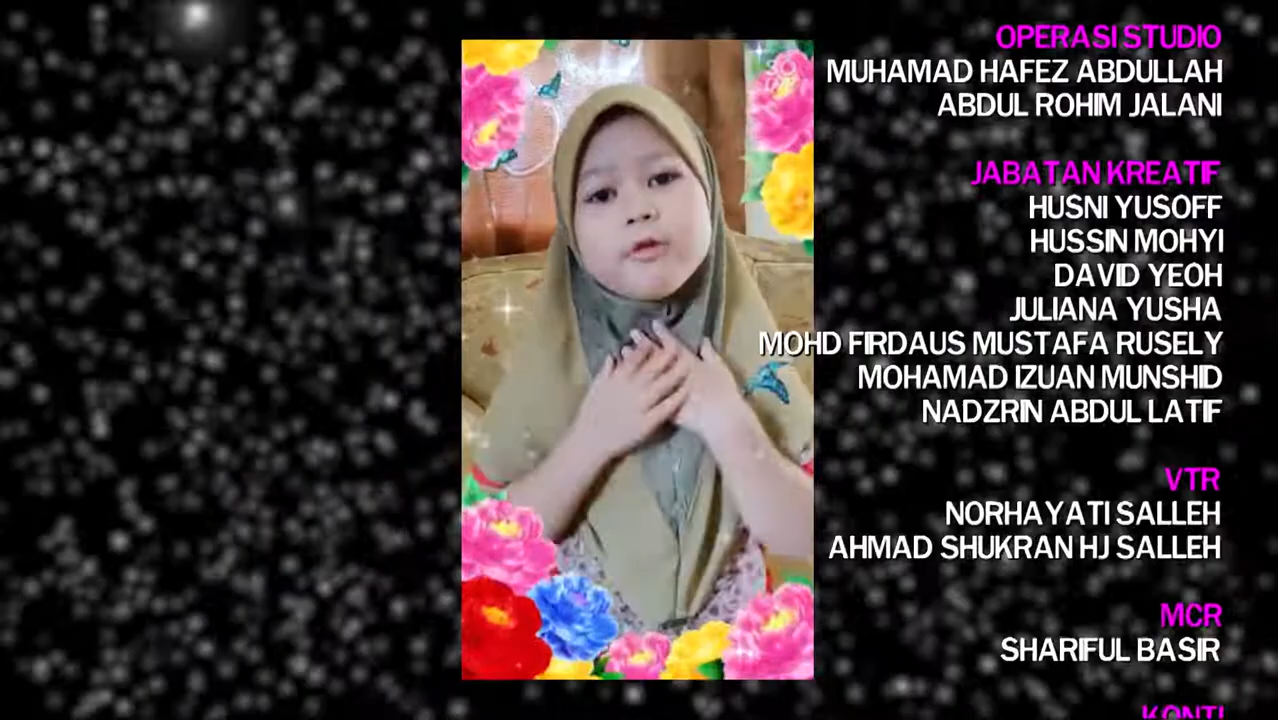 OPERASI STUDIO
MUHAMAD HAFEZ ABDULLAH
ABDUL ROHIM JALANI
JABATAN KREATIF
HUSNI YUSOFF
HUSSIN MOHYI
DAVID YEOH
JULIANA YUSHA
MOHD FIRDAUS MUSTAFA RUSELY
MOHAMAD IZUAN MUNSHID
NADZRIN ABDUL LATIF
VTR
NORHAYATI SALLEH
AHMAD SHUKRAN HJ SALLEH
MCR
SHARIFUL BASIR
KONTI